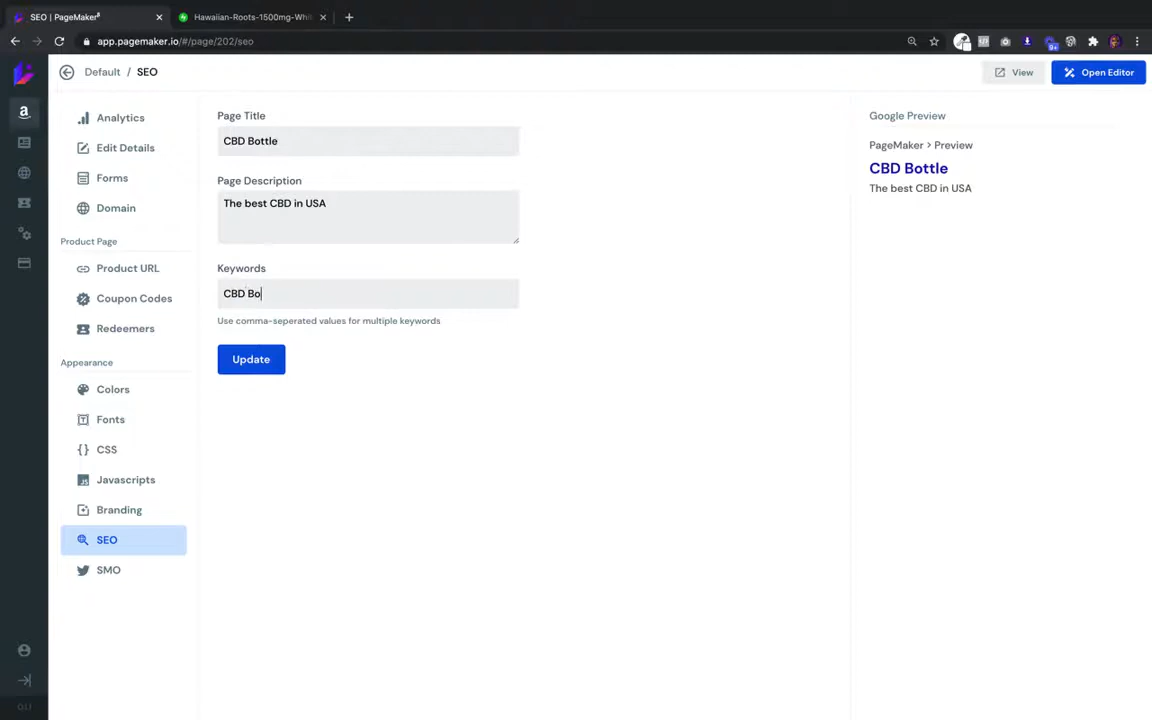 SEO | PageMaker
Hawaiian-Roots-1500mg-Whi
app.pagemaker.io/#/page/202/seo
9+
Default / SEO
View
Open Editor
a
Analytics
Edit Details
Forms
Domain
Product Page
Product URL
Coupon Codes
Redeemers
Appearance
Colors
Fonts
{} CSS
Javascripts
Branding
SEO
SMO
Page Title
CBD Bottle
Page Description
The best CBD in USA
Keywords
CBD Bo
Use comma-seperated values for multiple keywords
Update
Google Preview
PageMaker > Preview
CBD Bottle
The best CBD in USA